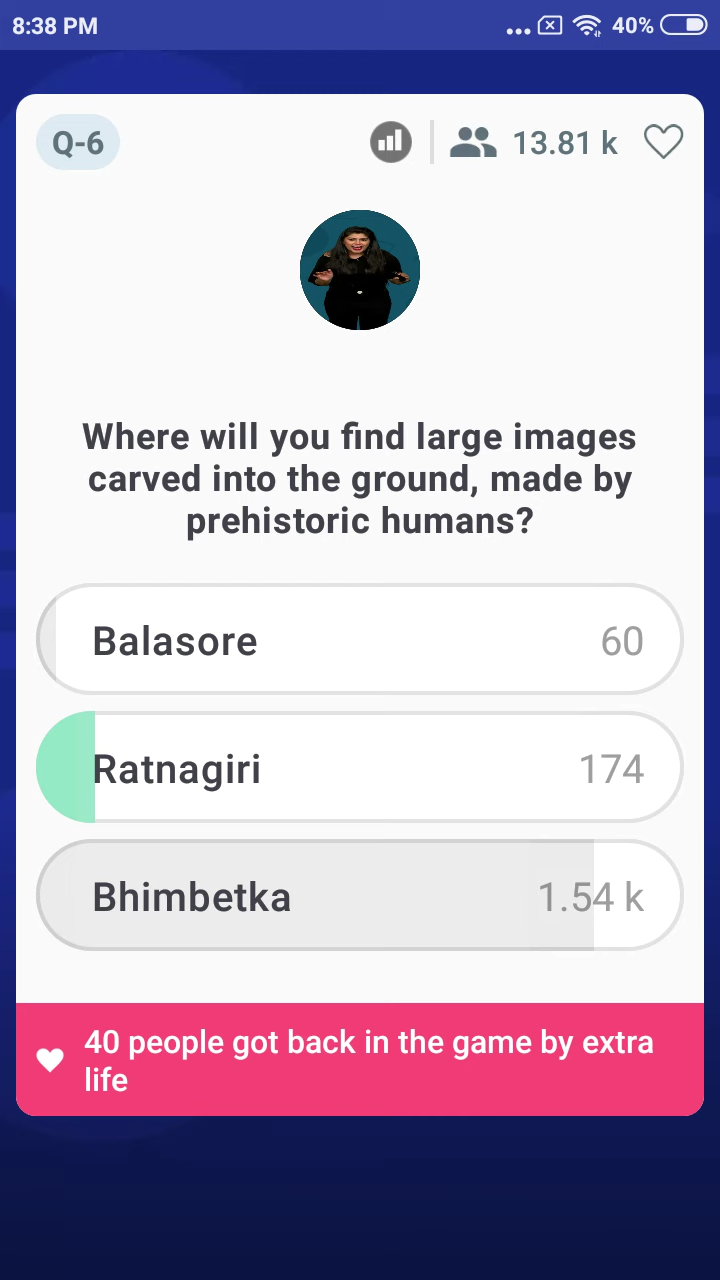 8:38 PM
40%
Q-6
13.81 k
Where will you find large images
carved into the ground, made by
prehistoric humans?
Balasore 60
Ratnagiri 174
Bhimbetka 1.54 k
40 people got back in the game by extra
life